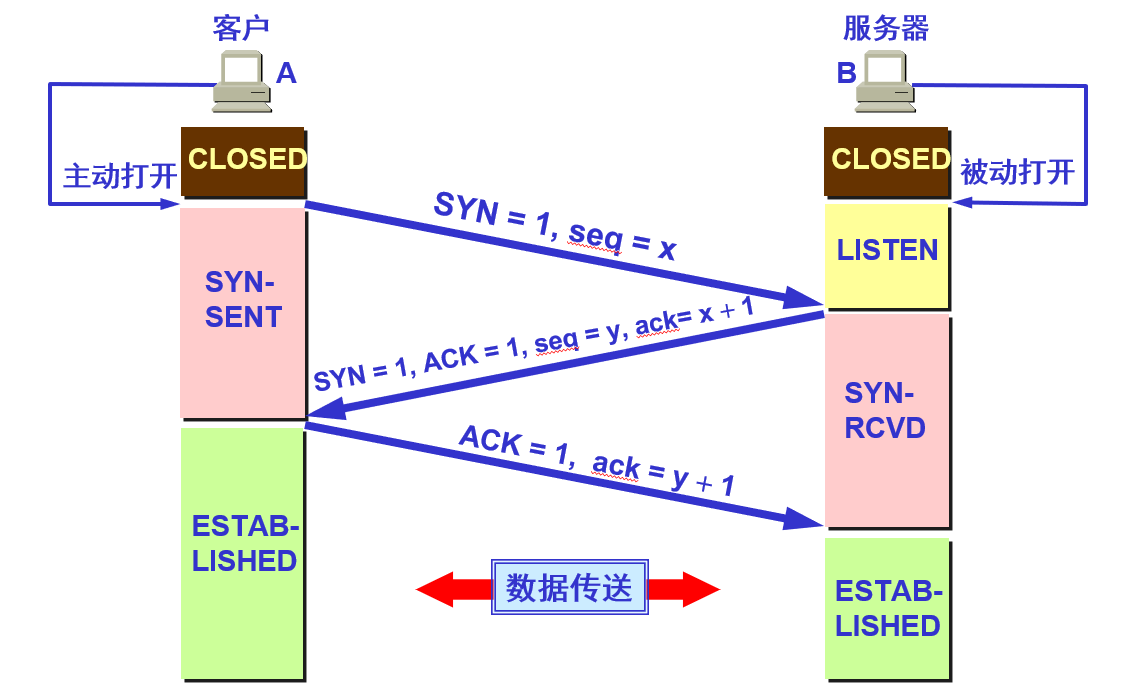 客户
服务器
A
B
CLOSED
CLOSED
主动打开
被动打开
SYN = 1, seq = x
LISTEN
SYN-
SENT
SYN = 1, ACK = 1, seq = y, ack= x + 1
SYN-
RCVD
ACK = 1, ack = y + 1
ESTAB-
LISHED
数据传送
ESTAB-
LISHED